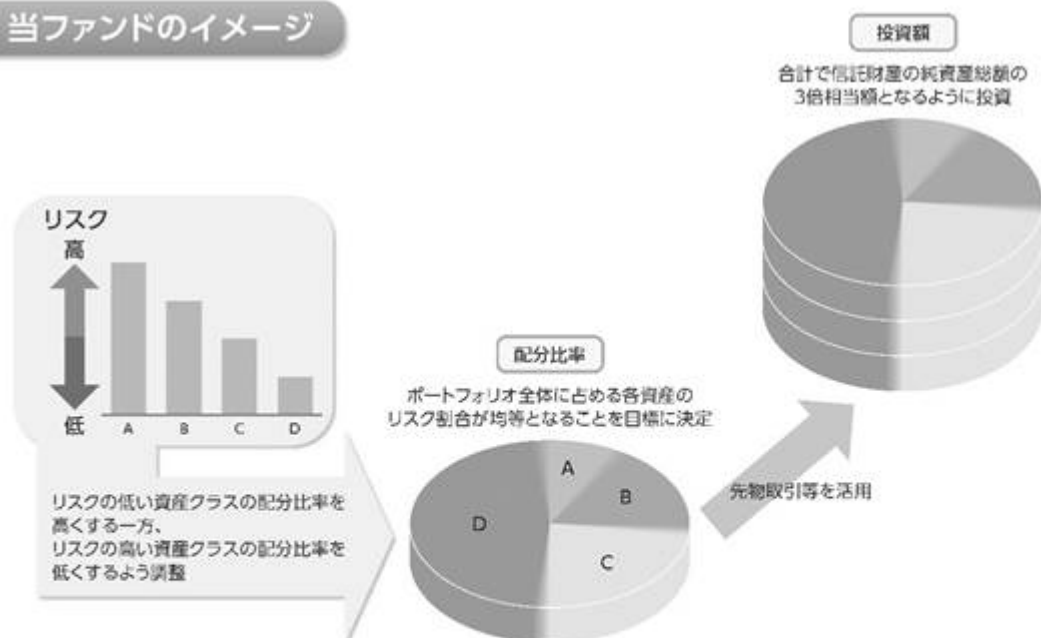 当ファンドのイメージ
投資額
合計で信託財産の純資産総額の
3倍相当額となるように投資
リスク
高
低
A B C D
リスクの低い資産クラスの配分比率を
高くする一方、
リスクの高い資産クラスの配分比率を
低くするよう調整
配分比率
ポートフォリオ全体に占める各資産の
リスク割合が均等となることを目標に決定
A
B
C
D
先物取引等を活用